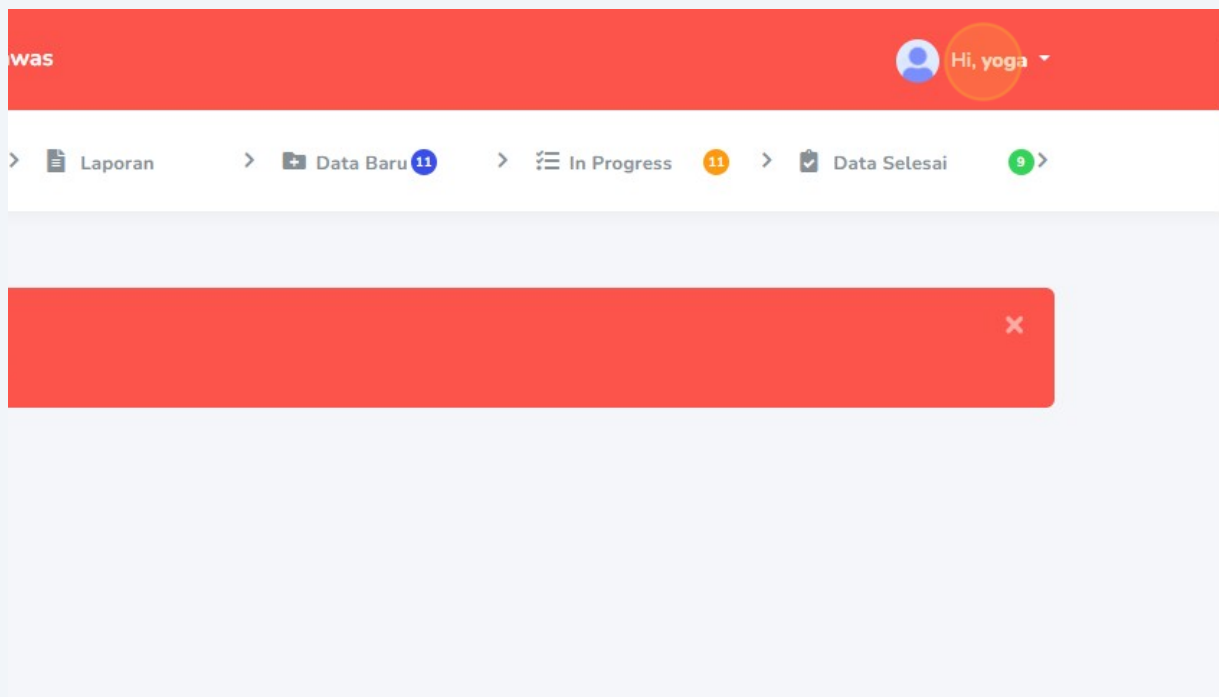 was
Hi, yoga
Laporan
Data Baru 11
In Progress 11
Data Selesai 9